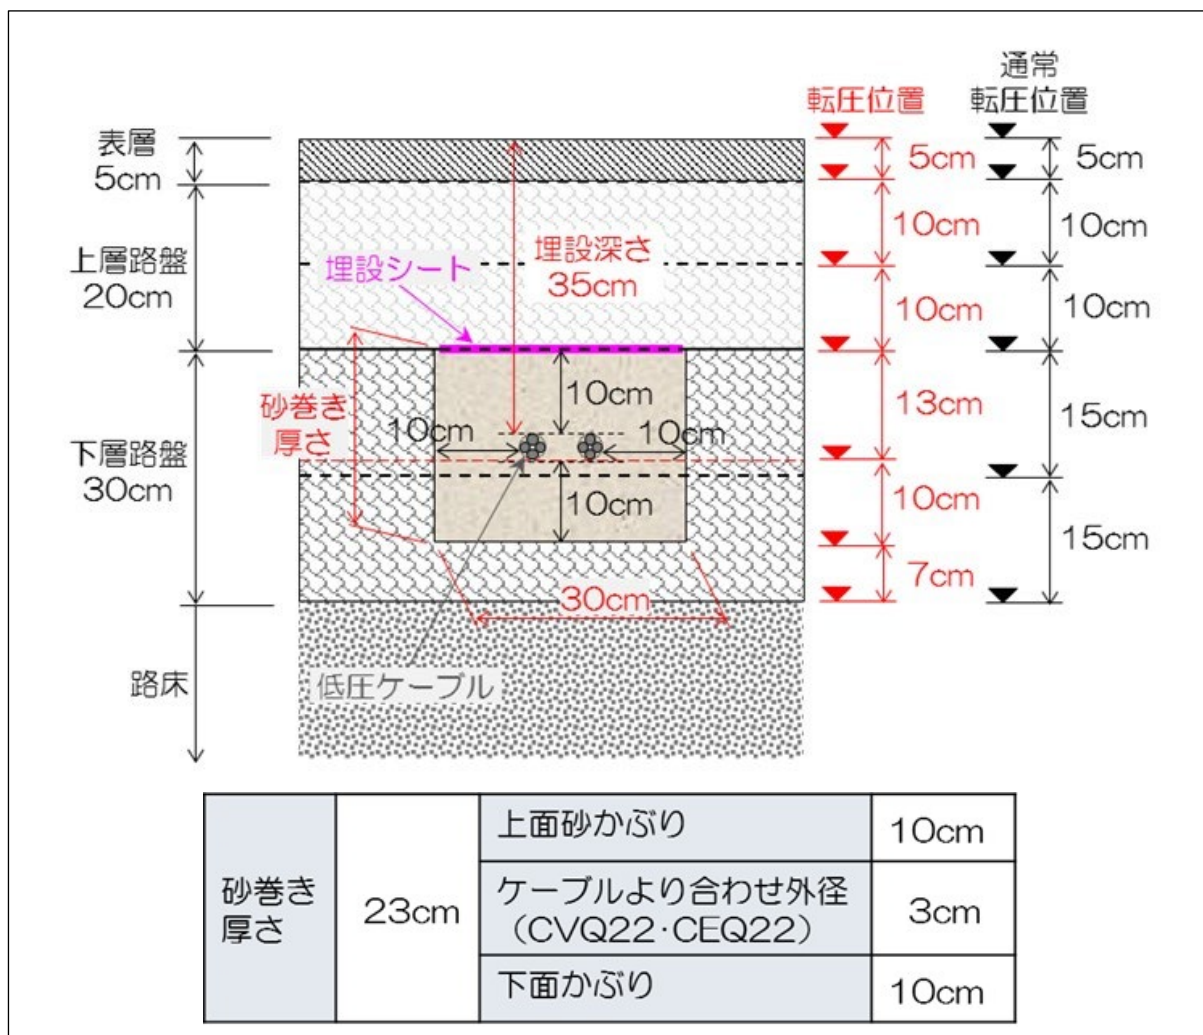 通常
転圧位置
転圧位置
表層
5cm
5cm
5cm
上層路盤
20cm
埋設シート
埋設深さ
35cm
10cm
10cm
10cm
10cm
下層路盤
30cm
砂巻き
厚さ
10cm
10cm
10cm
10cm
13cm
15cm
10cm
7cm
15cm
30cm
路床
低圧ケーブル
砂巻き
厚さ
23cm
上面砂かぶり
10cm
ケーブルより合わせ外径
(CVQ22・CEQ22)
3cm
下面かぶり
10cm